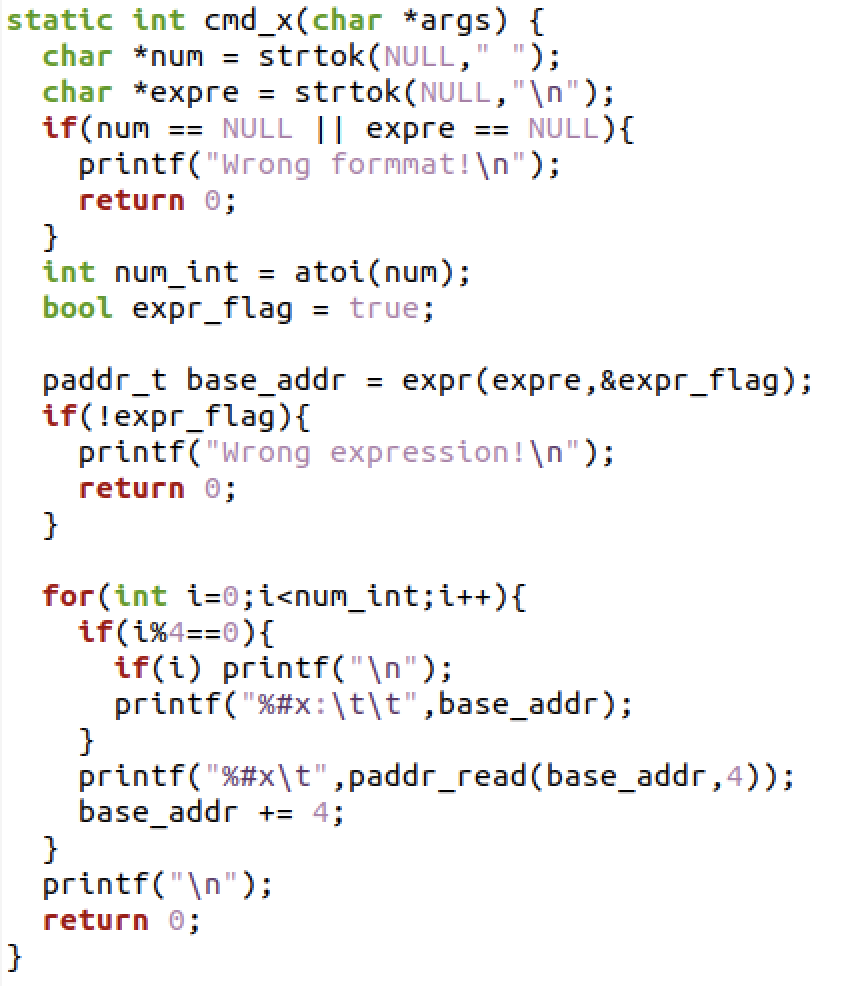 static int cmd_x(char *args) {
  char *num = strtok(NULL," ");
  char *expre = strtok(NULL,"\n");
  if(num == NULL || expre == NULL){
    printf("Wrong formmat!\n");
    return 0;
  }
  int num_int = atoi(num);
  bool expr_flag = true;

  paddr_t base_addr = expr(expre,&expr_flag);
  if(!expr_flag){
    printf("Wrong expression!\n");
    return 0;
  }

  for(int i=0;i<num_int;i++){
    if(i%4==0){
      if(i) printf("\n");
      printf("%#x:\t\t",base_addr);
    }
    printf("%#x\t",paddr_read(base_addr,4));
    base_addr += 4;
  }
  printf("\n");
  return 0;
}